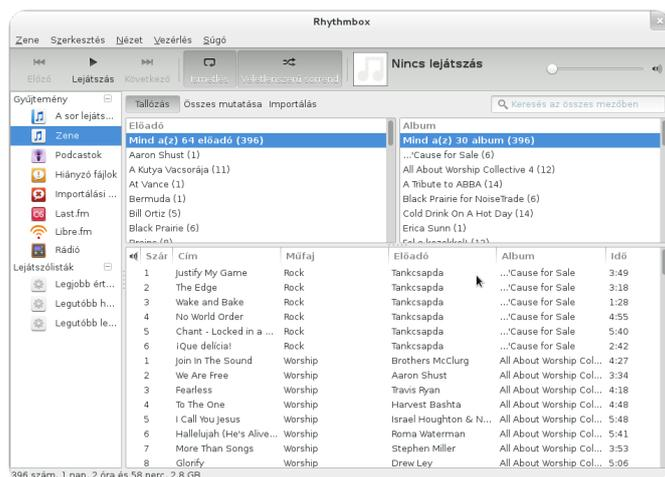 Rhythmbox
Zene Szerkesztés Nézet Vezérlés Súgó
Előző Lejátszás Következő Ismétlés Véletlenszerű sorrend Nincs lejátszás
Gyűjtemény Tallózás Összes mutatása Importálás Keresés az összes mezőben
A sor lejáts...
Zene
Podcastok
Hiányzó fájlok
Importálási ...
Last.fm
Libre.fm
Rádió
Lejátszólisták
Legjobb ért...
Legutóbb h...
Legutóbb le...
Előadó
Mind a(z) 64 előadó (396)
Aaron Shust (1)
A Kutya Vacsorája (11)
At Vance (1)
Bermuda (1)
Bill Ortiz (5)
Black Prairie (6)
Album
Mind a(z) 30 album (396)
...'Cause for Sale (6)
All About Worship Collective 4 (12)
A Tribute to ABBA (14)
Black Prairie for NoiseTrade (6)
Cold Drink On A Hot Day (14)
Erica Sunn (1)
Szár Cím Műfaj Előadó Album Idő
1 Justify My Game Rock Tankcsapda ...'Cause for Sale 3:49
2 The Edge Rock Tankcsapda ...'Cause for Sale 3:18
3 Wake and Bake Rock Tankcsapda ...'Cause for Sale 1:28
4 No World Order Rock Tankcsapda ...'Cause for Sale 4:55
5 Chant - Locked in a ... Rock Tankcsapda ...'Cause for Sale 5:40
6 ¡Que delícia! Rock Tankcsapda ...'Cause for Sale 2:42
1 Join In The Sound Worship Brothers McClurg All About Worship Col... 4:27
2 We Are Free Worship Aaron Shust All About Worship Col... 3:34
3 Fearless Worship Travis Ryan All About Worship Col... 4:18
4 To The One Worship Harvest Bashta All About Worship Col... 4:48
5 I Call You Jesus Worship Israel Houghton & N... All About Worship Col... 5:48
6 Hallelujah (He's Alive... Worship Roma Waterman All About Worship Col... 5:41
7 More Than Songs Worship Stephen Miller All About Worship Col... 3:53
8 Glorify Worship Drew Ley All About Worship Col... 5:06
396 szám, 1 nap, 2 óra és 58 perc, 2,8 GB